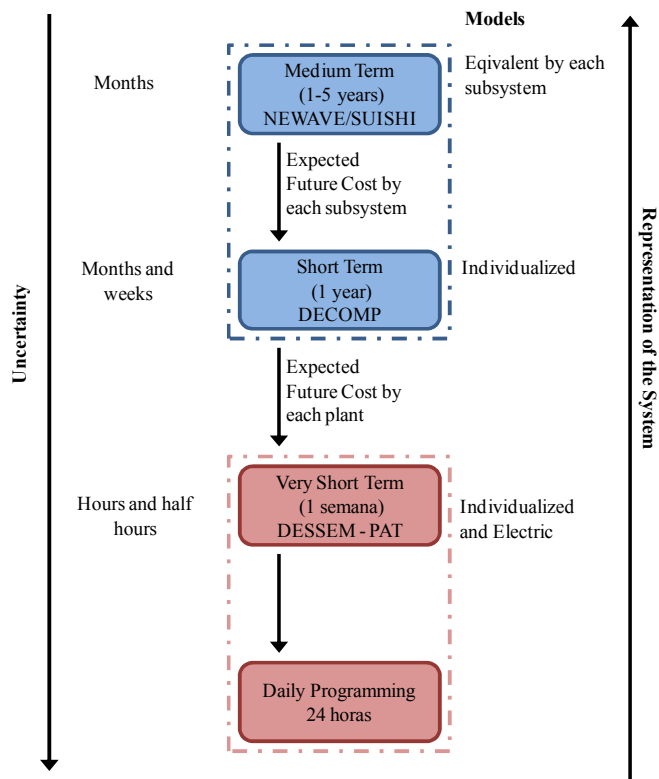 Models
Months
Medium Term
(1-5 years)
NEWAVE/SUISHI
Eqivalent by each
subsystem
Expected
Future Cost by
each subsystem
Months and
weeks
Short Term
(1 year)
DECOMP
Individualized
Uncertainty
Representation of the System
Expected
Future Cost by
each plant
Hours and half
hours
Very Short Term
(1 semana)
DESSEM - PAT
Individualized
and Electric
Daily Programming
24 horas